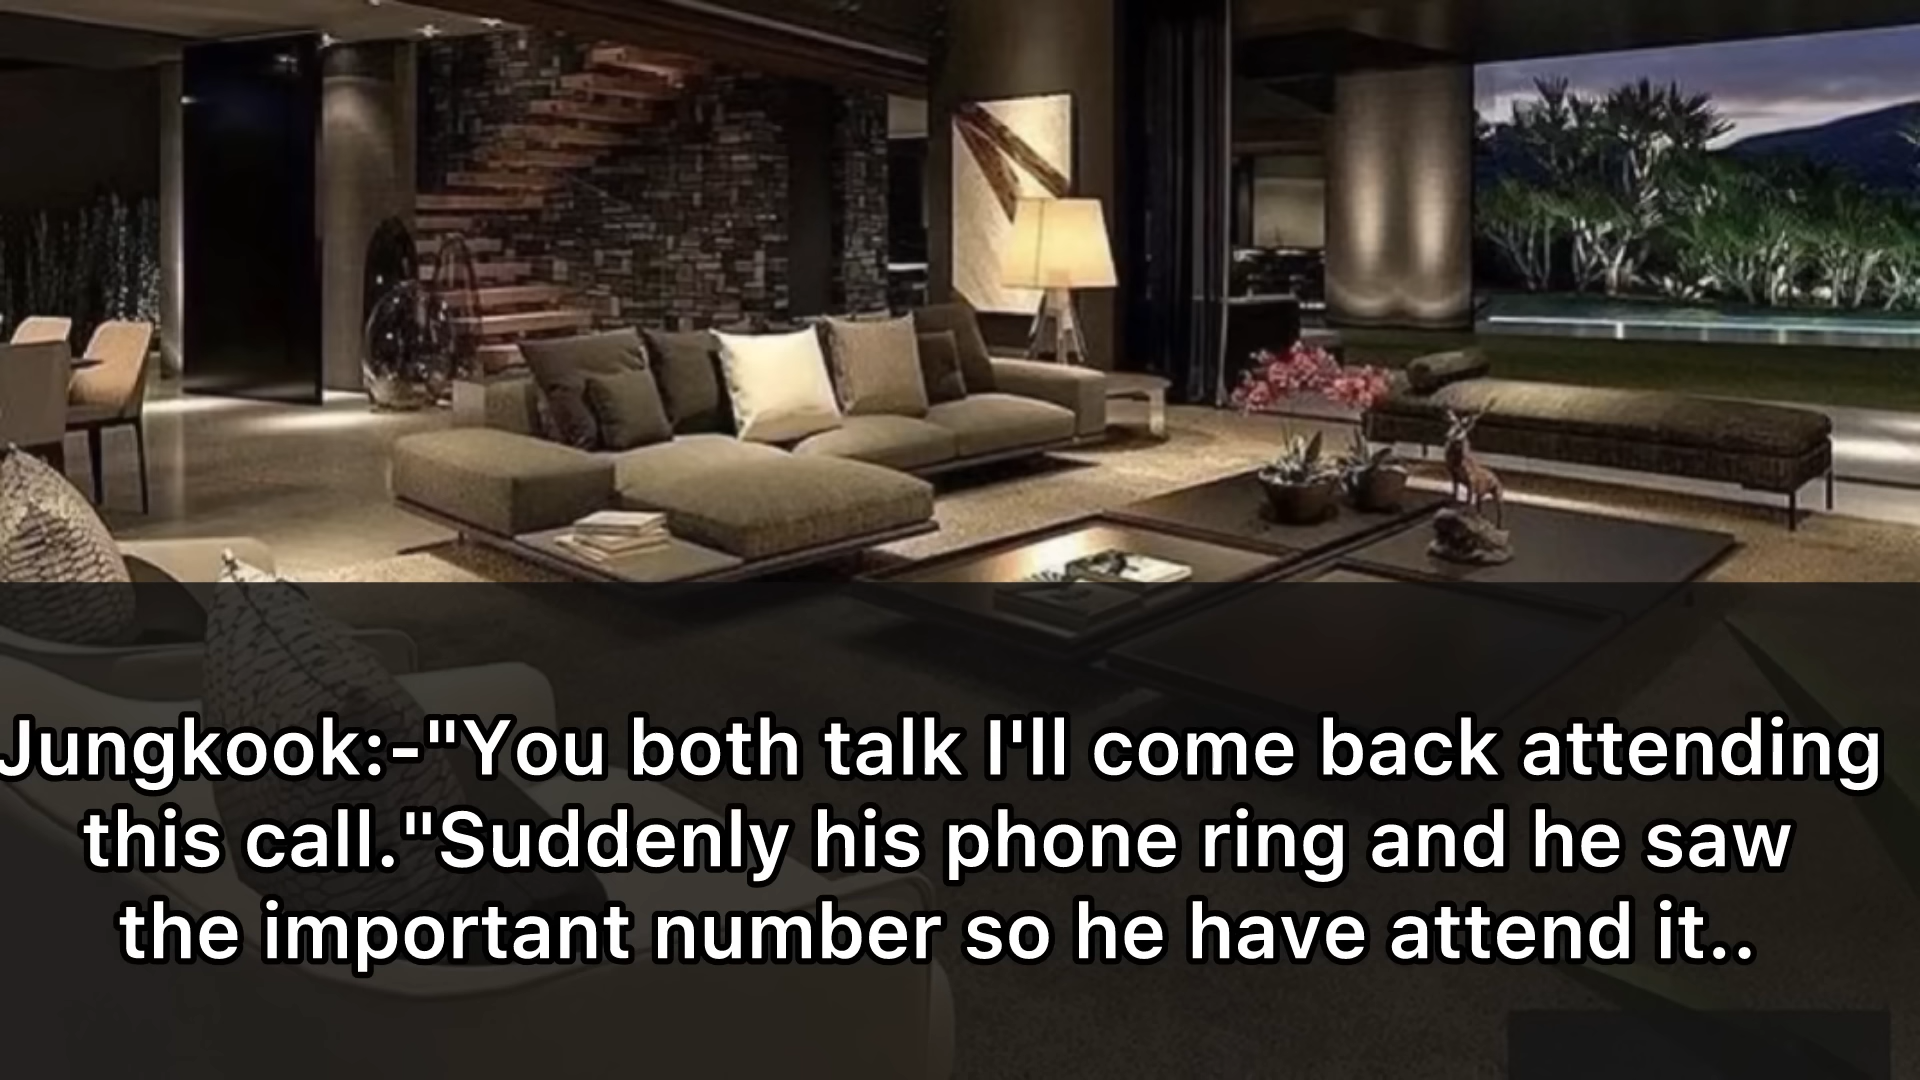 Jungkook:-"You both talk I'll come back attending
this call."Suddenly his phone ring and he saw
the important number so he have attend it..